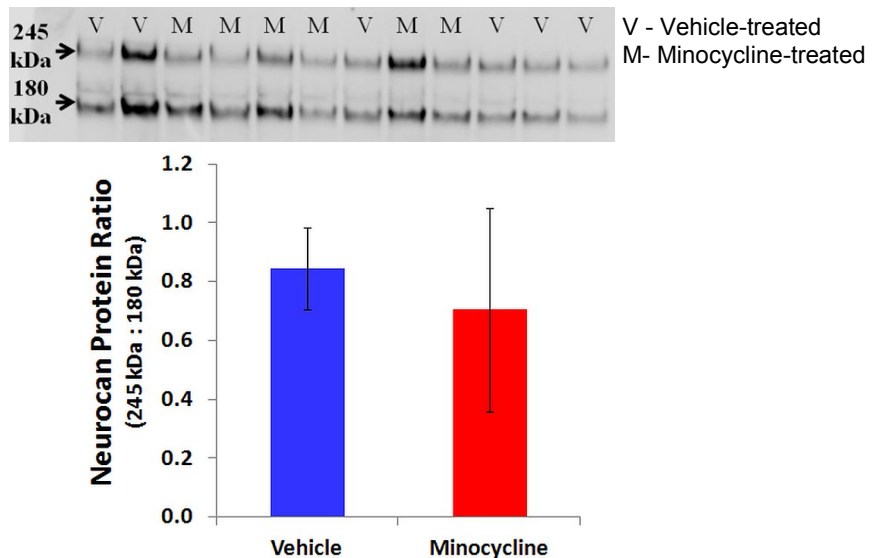 245 kDa
V V M M M M V M M V V V
180 kDa
V - Vehicle-treated
M- Minocycline-treated
Neurocan Protein Ratio
(245 kDa : 180 kDa)
1.2
1.0
0.8
0.6
0.4
0.2
0.0
Vehicle Minocycline